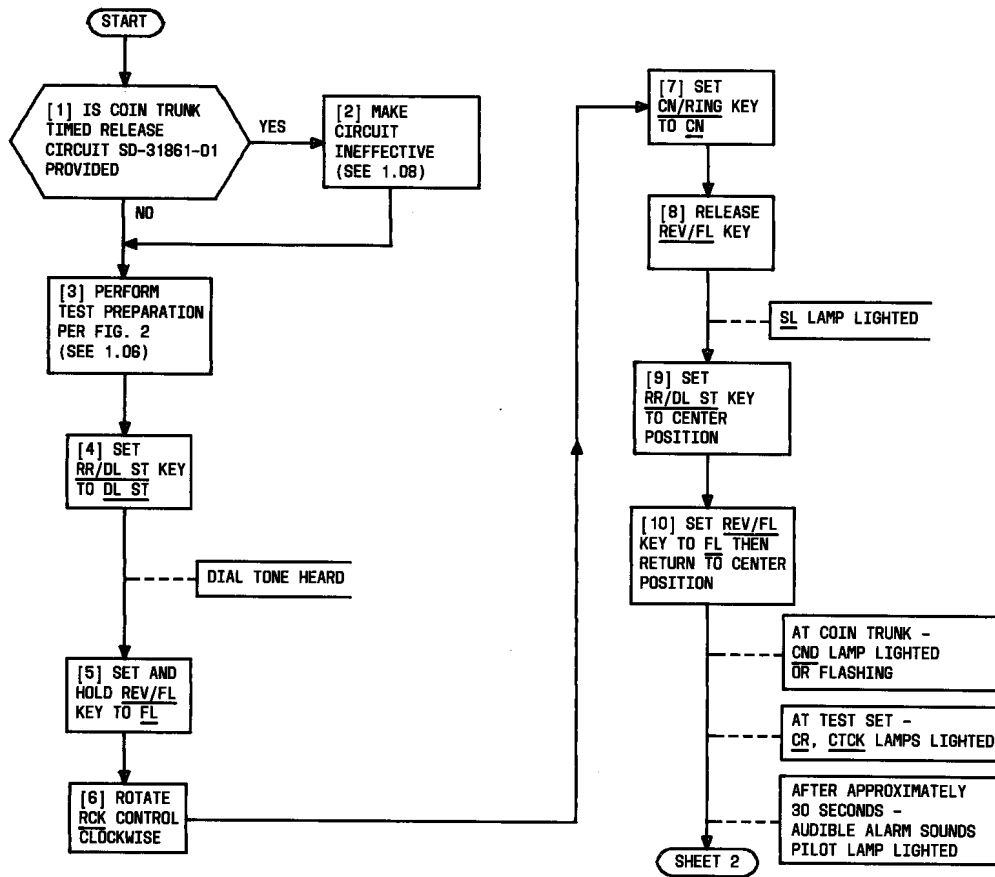 START
[1] IS COIN TRUNK
TIMED RELEASE
CIRCUIT SD-31861-01
PROVIDED
YES
[2] MAKE
CIRCUIT
INEFFECTIVE
(SEE 1.08)
NO
[3] PERFORM
TEST PREPARATION
PER FIG. 2
(SEE 1.06)
[4] SET
RR/DL ST KEY
TO DL ST
DIAL TONE HEARD
[5] SET AND
HOLD REV/FL
KEY TO FL
[6] ROTATE
RCK CONTROL
CLOCKWISE
[7] SET
CN/RING KEY
TO CN
[8] RELEASE
REV/FL KEY
SL LAMP LIGHTED
[9] SET
RR/DL ST KEY
TO CENTER
POSITION
[10] SET REV/FL
KEY TO FL THEN
RETURN TO CENTER
POSITION
AT COIN TRUNK -
CND LAMP LIGHTED
OR FLASHING
AT TEST SET -
CR, CTCK LAMPS LIGHTED
AFTER APPROXIMATELY
30 SECONDS -
AUDIBLE ALARM SOUNDS
PILOT LAMP LIGHTED
SHEET 2